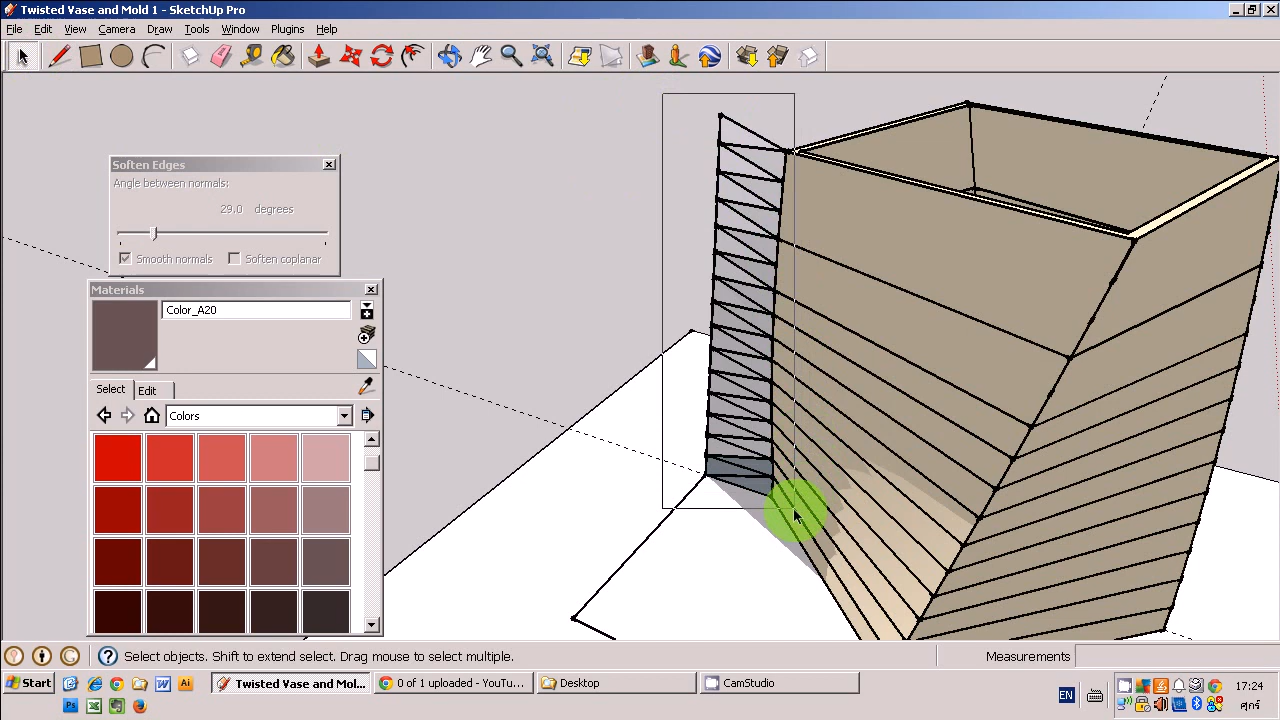 Twisted Vase and Mold 1 - SketchUp Pro
File Edit View Camera Draw Tools Window Plugins Help
Soften Edges
Angle between normals:
29.0 degrees
Smooth normals Soften coplanar
Materials
Color_A20
Select Edit
Colors
Select objects. Shift to extend select. Drag mouse to select multiple.
Measurements
Start
Twisted Vase and Mol...
0 of 1 uploaded - YouTu...
Desktop
CamStudio
EN
17:24
ศุกร์